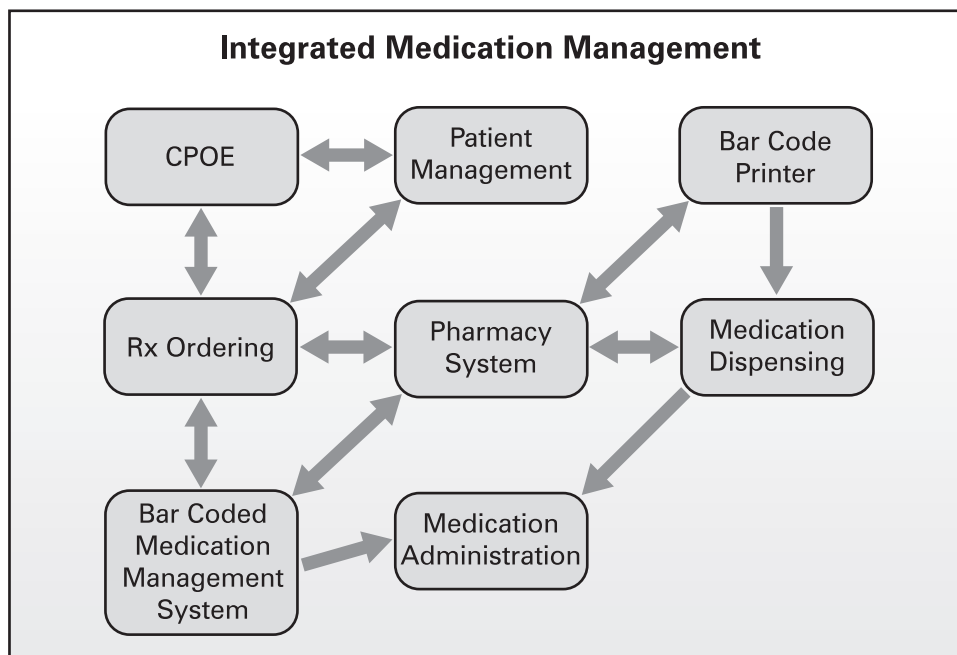 Integrated Medication Management
CPOE
Patient
Management
Bar Code
Printer
Rx Ordering
Pharmacy
System
Medication
Dispensing
Bar Coded
Medication
Management
System
Medication
Administration